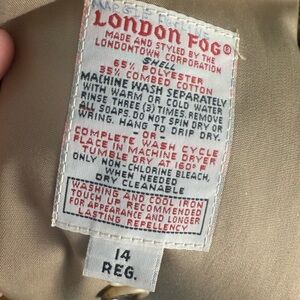 LONDON FOG®
MADE AND STYLED BY THE
LONDONTOWN CORPORATION
SHELL
65% POLYESTER
35% COMBED COTTON
MACHINE WASH SEPARATELY
WITH WARM OR COLD WATER
RINSE THREE (3) TIMES. REMOVE
ALL SOAPS. DO NOT SPIN DRY OR
WRING. HANG TO DRIP DRY.
- OR -
COMPLETE WASH CYCLE
PLACE IN MACHINE DRYER
TUMBLE DRY AT 160° F
ONLY NON-CHLORINE BLEACH,
WHEN NEEDED
DRY CLEANABLE
WASHING AND COOL IRON
TOUCH UP RECOMMENDED
FOR APPEARANCE AND LONGER
LASTING REPELLENCY
14
REG.